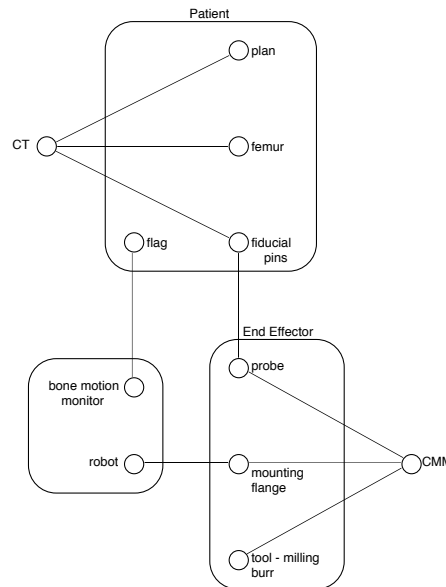 Patient
plan
CT
femur
flag
fiducial
pins
End Effector
probe
bone motion
monitor
robot
mounting
flange
CMM
tool - milling
burr